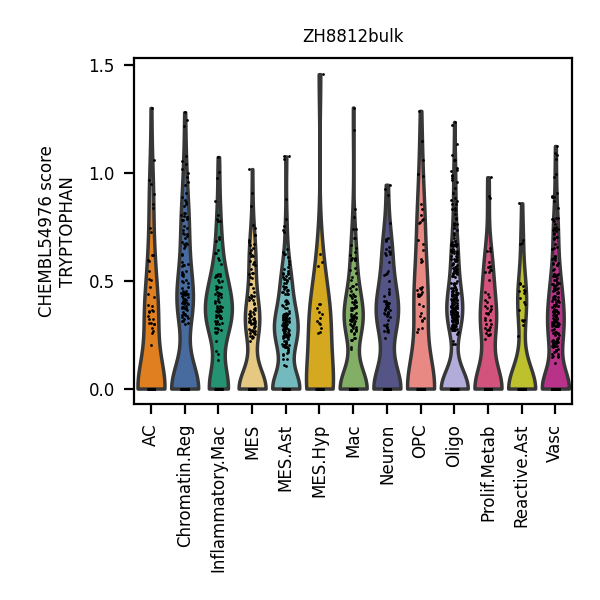 ZH8812bulk
CHEMBL54976 score
TRYPTOPHAN
1.5
1.0
0.5
0.0
AC
Chromatin.Reg
Inflammatory.Mac
MES
MES.Ast
MES.Hyp
Mac
Neuron
OPC
Oligo
Prolif.Metab
Reactive.Ast
Vasc